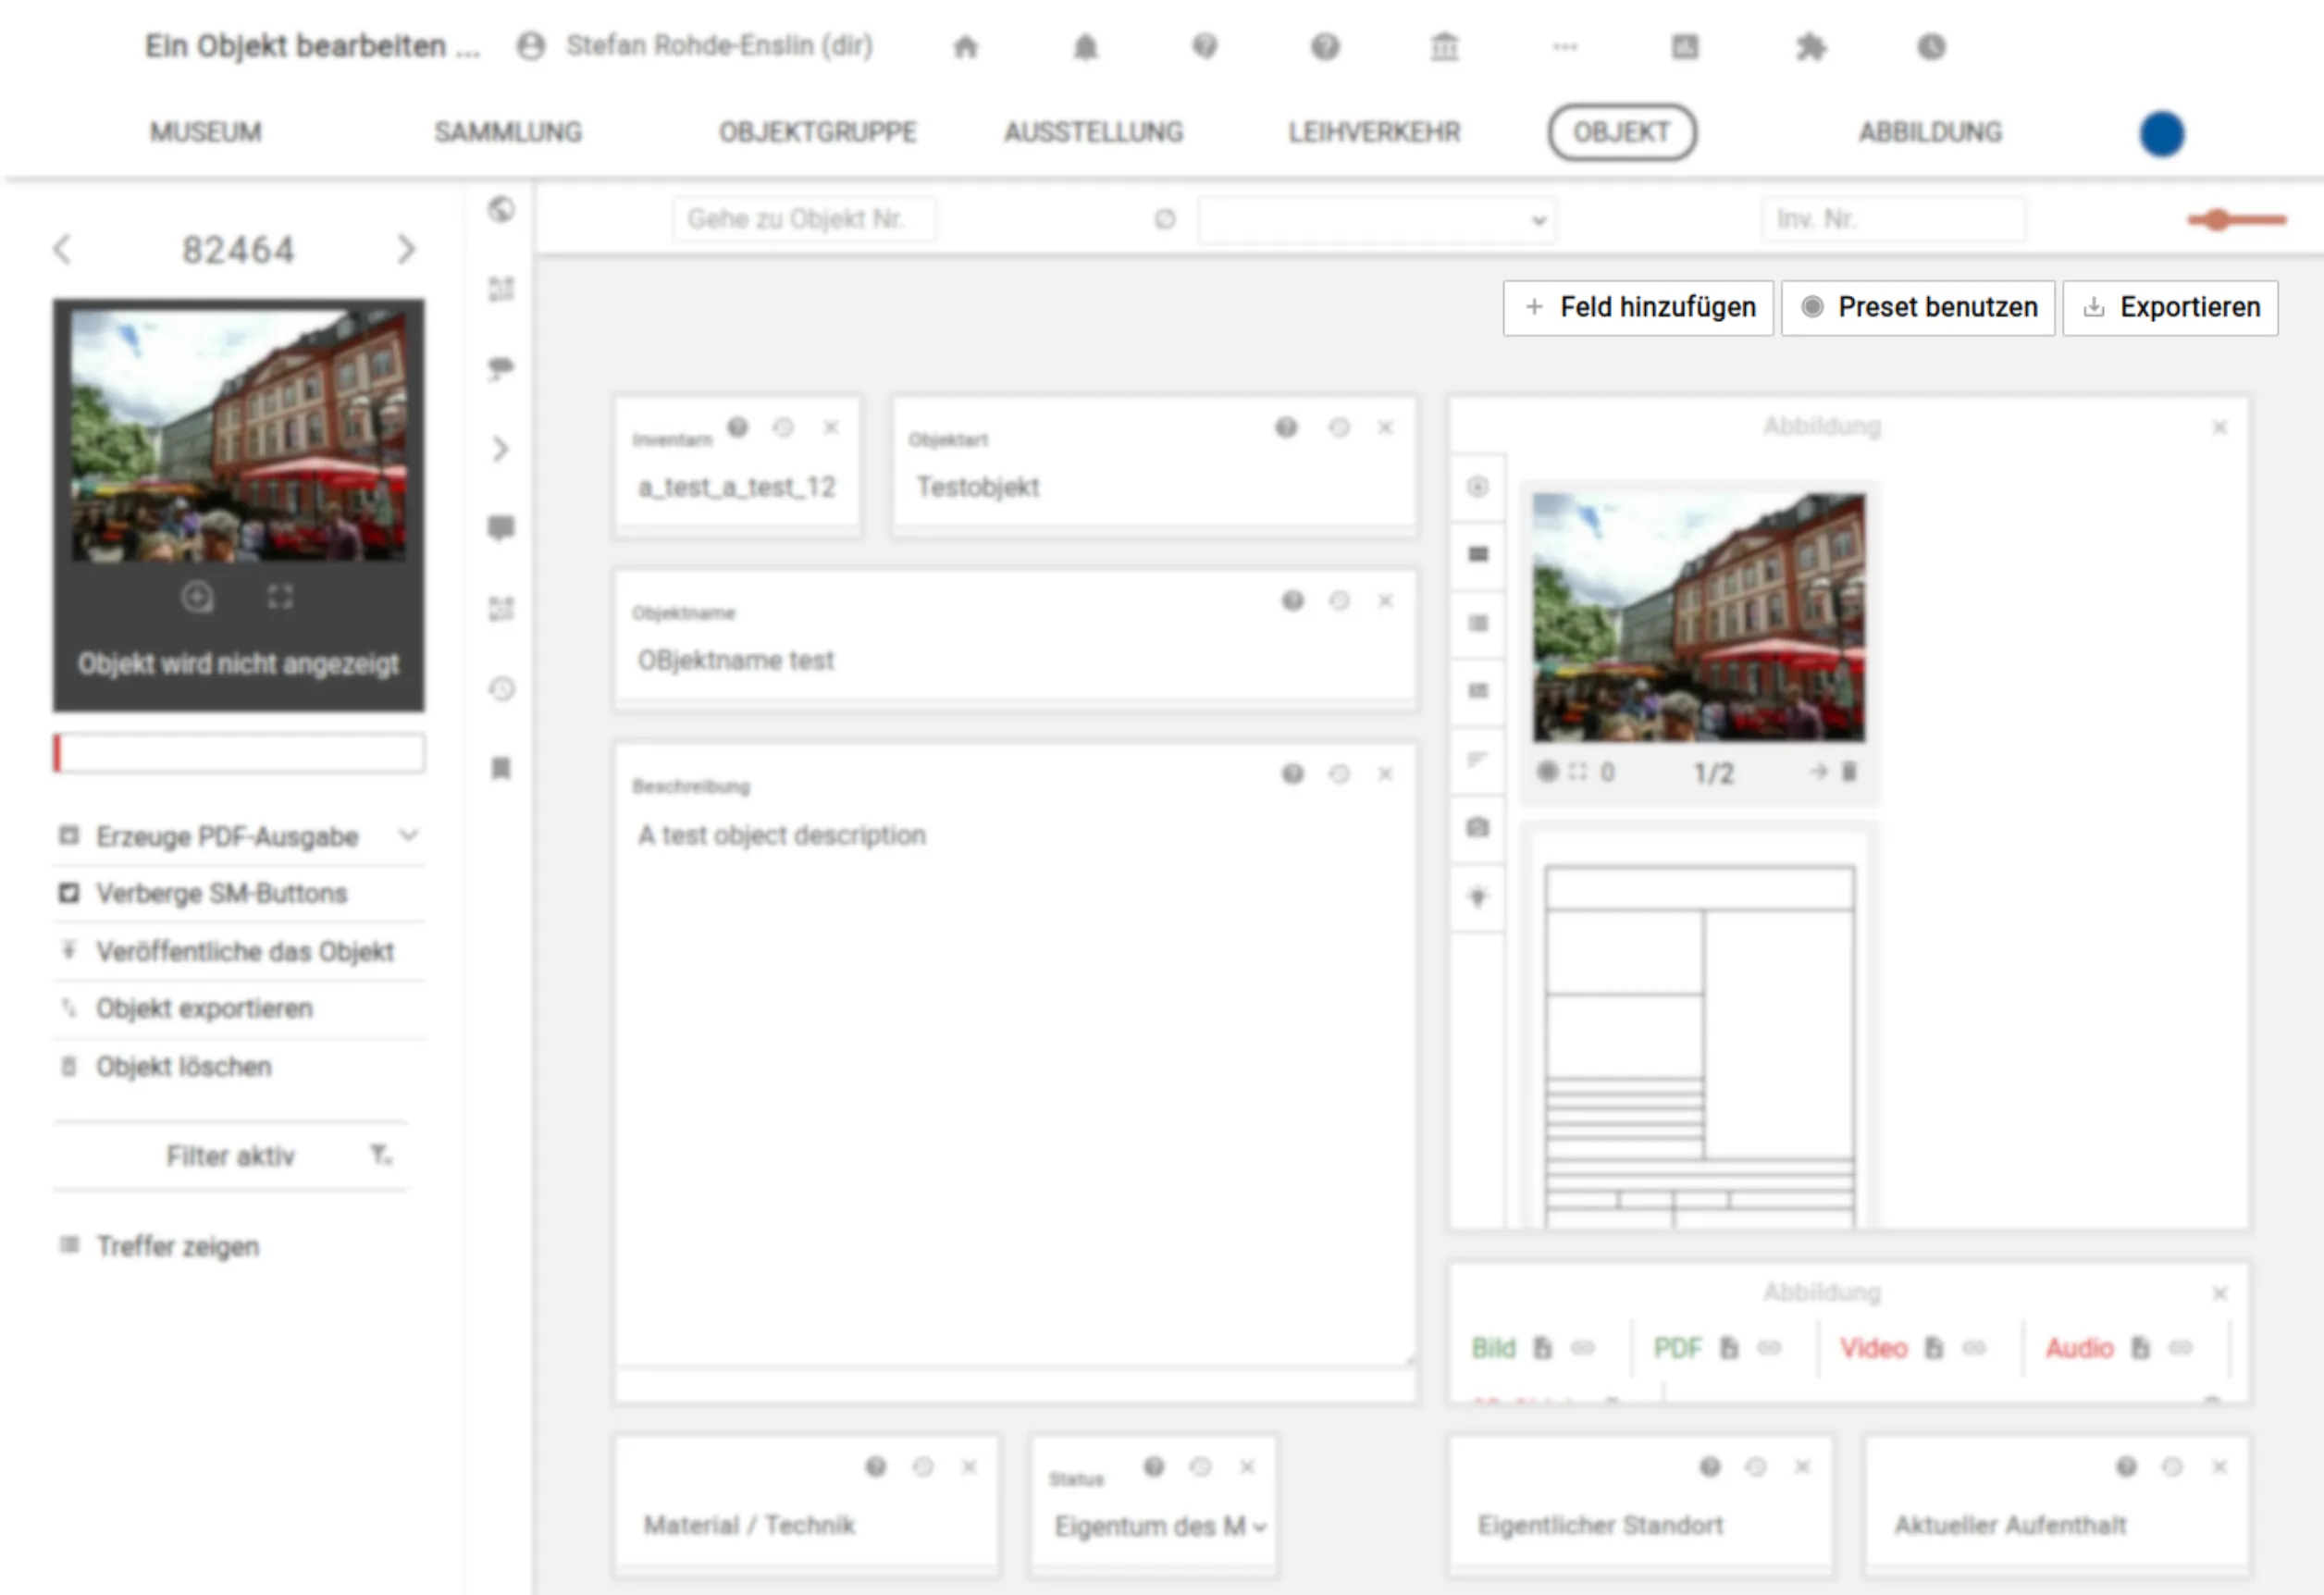 Ein Objekt bearbeiten ... Stefan Rohde-Enslin (dir)
MUSEUM SAMMLUNG OBJEKTGRUPPE AUSSTELLUNG LEIHVERKEHR OBJEKT ABBILDUNG
Gehe zu Objekt Nr. Inv. Nr.
82464
Objekt wird nicht angezeigt
Erzeuge PDF-Ausgabe
Verberge SM-Buttons
Veröffentliche das Objekt
Objekt exportieren
Objekt löschen
Filter aktiv
Treffer zeigen
Feld hinzufügen Preset benutzen Exportieren
Inventarn
a_test_a_test_12
Objektart
Testobjekt
Objektname
OBjektname test
Beschreibung
A test object description
Abbildung
0 1/2
Abbildung
Bild PDF Video Audio
Material / Technik
Status
Eigentum des M
Eigentlicher Standort
Aktueller Aufenthalt